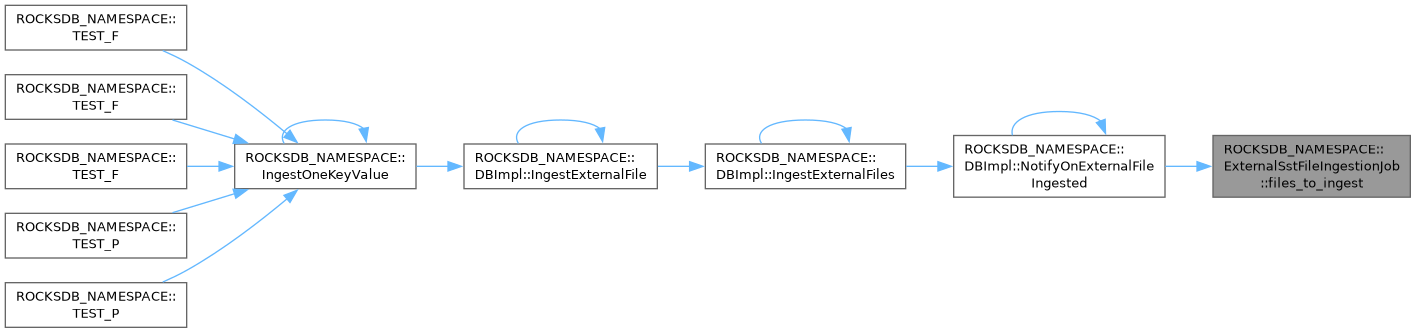 ROCKSDB_NAMESPACE::
TEST_F
ROCKSDB_NAMESPACE::
TEST_F
ROCKSDB_NAMESPACE::
TEST_F
ROCKSDB_NAMESPACE::
TEST_P
ROCKSDB_NAMESPACE::
TEST_P
ROCKSDB_NAMESPACE::
IngestOneKeyValue
ROCKSDB_NAMESPACE::
DBImpl::IngestExternalFile
ROCKSDB_NAMESPACE::
DBImpl::IngestExternalFiles
ROCKSDB_NAMESPACE::
DBImpl::NotifyOnExternalFile
Ingested
ROCKSDB_NAMESPACE::
ExternalSstFileIngestionJob
::files_to_ingest